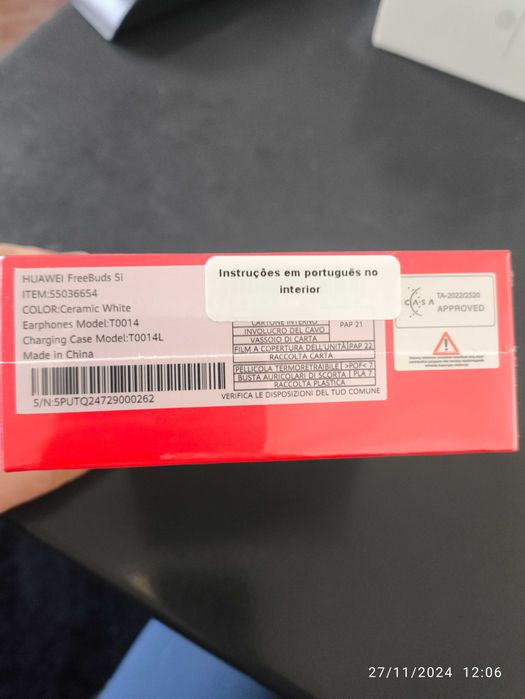 HUAWEI FreeBuds 5i
ITEM:55036654
COLOR:Ceramic White
Earphones Model:T0014
Charging Case Model:T0014L
Made in China
S/N:5PUTQ24729000262
Instruções em português no
interior
CARTONE INTERNO
PAP 21
INVOLUCRO DEL CAVO
VASSOIO DI CARTA
FILM A COPERTURA DELL'UNITÀ PAP 22
RACCOLTA CARTA
PELLICOLA TERMORETRAIBILE >POF< 7
BUSTA AURICOLARI DI SCORTA PLA 7
RACCOLTA PLASTICA
VERIFICA LE DISPOSIZIONI DEL TUO COMUNE
CASA
TA-2022/2520
APPROVED
27/11/2024 12:06